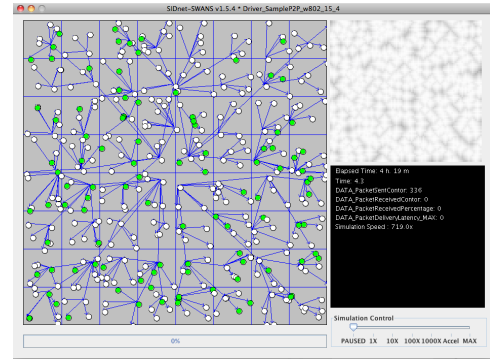 SIDnet-SWANS v1.5.4 * Driver_SampleP2P_w802_15_4
Elapsed Time: 4 h 19 m
Time: 4.3
DATA_PacketSentContor: 336
DATA_PacketReceivedContor: 0
DATA_PacketReceivedPercentage: 0
DATA_PacketDeliveryLatency_MAX: 0
Simulation Speed : 719.0x
Simulation Control
PAUSED 1X 10X 100X 1000X Accel MAX
0%